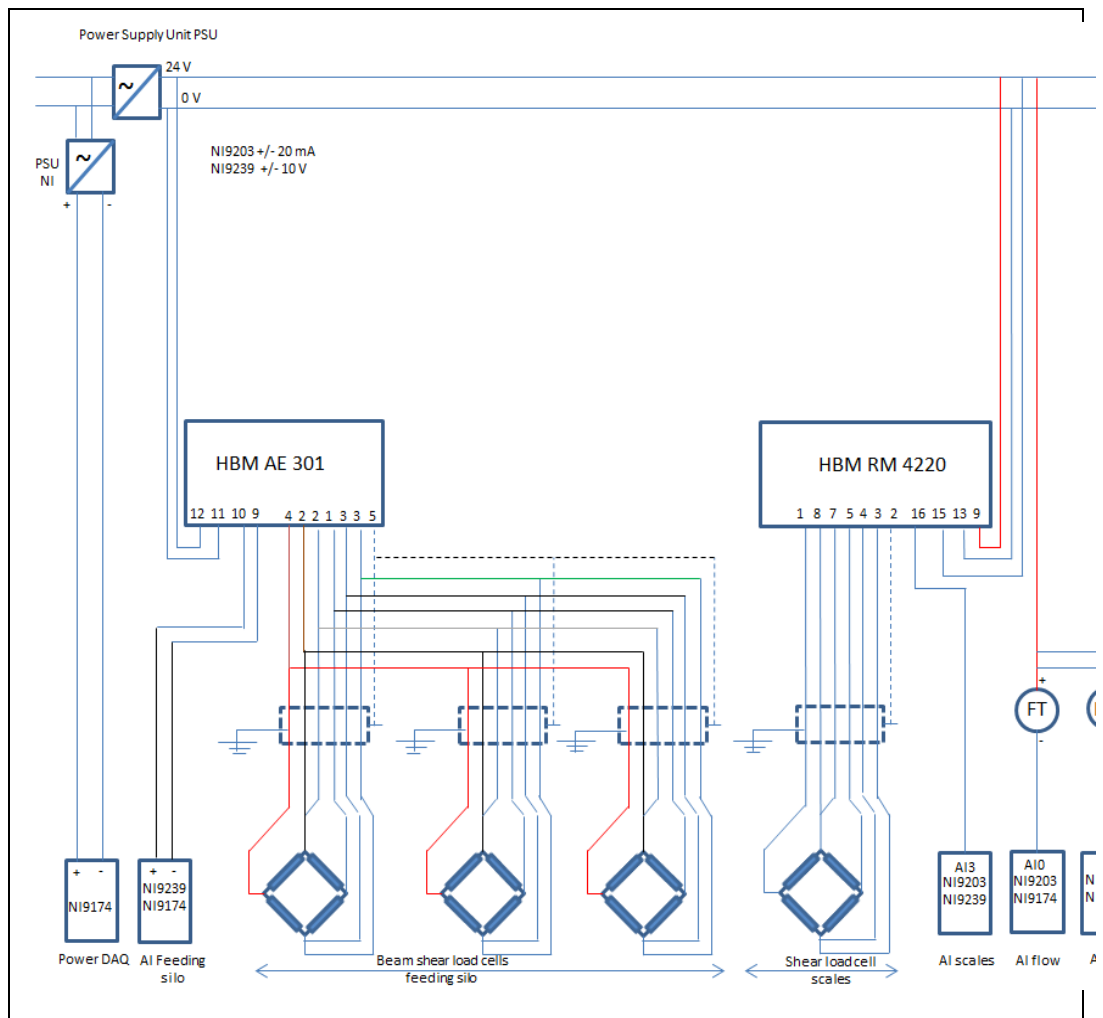 Power Supply Unit PSU
~
24 V
0 V
PSU
NI
~
+ -
NI9203 +/- 20 mA
NI9239 +/- 10 V
HBM AE 301
12 11 10 9 4 2 2 1 3 3 5
HBM RM 4220
1 8 7 5 4 3 2 16 15 13 9
+
FT
-
+ -
NI9174
Power DAQ
+ -
NI9239
NI9174
AI Feeding
silo
Beam shear load cells
feeding silo
Shear load cell
scales
AI3
NI9203
NI9239
AI scales
AI0
NI9203
NI9174
AI flow